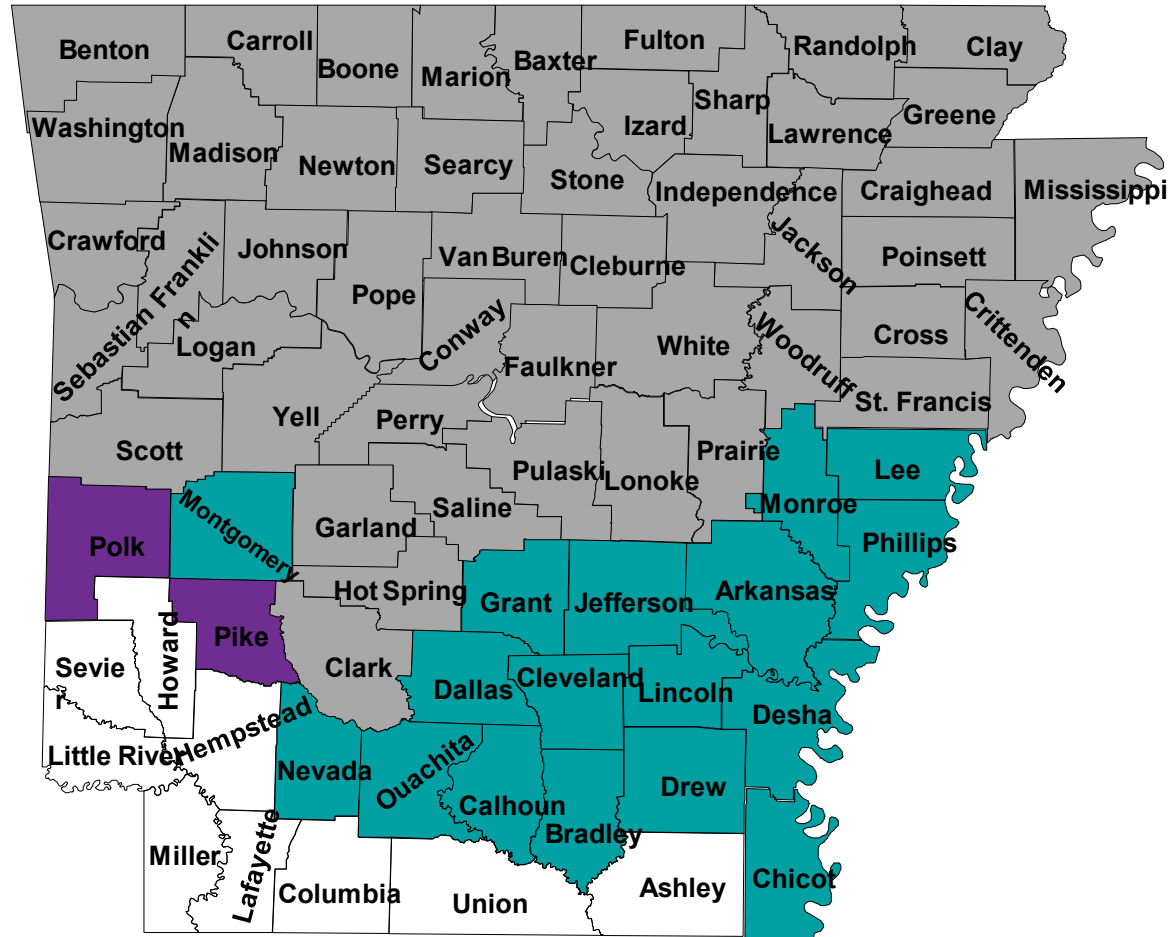 Benton
Carroll
Boone
Marion
Baxter
Fulton
Randolph
Clay
Washington
Madison
Newton
Searcy
Stone
Izard
Sharp
Lawrence
Greene
Independence
Craighead
Mississippi
Crawford
Sebastian
Frankli
n
Johnson
Pope
Van Buren
Cleburne
Jackson
Poinsett
Logan
Conway
Faulkner
White
Woodruff
Cross
Crittenden
Scott
Yell
Perry
Pulaski
Lonoke
Prairie
St. Francis
Polk
Montgomery
Garland
Saline
Monroe
Lee
Phillips
Hot Spring
Grant
Jefferson
Arkansas
Sevie
r
Howard
Pike
Clark
Dallas
Cleveland
Lincoln
Desha
Little River
Hempstead
Nevada
Ouachita
Calhoun
Bradley
Drew
Miller
Lafayette
Columbia
Union
Ashley
Chicot